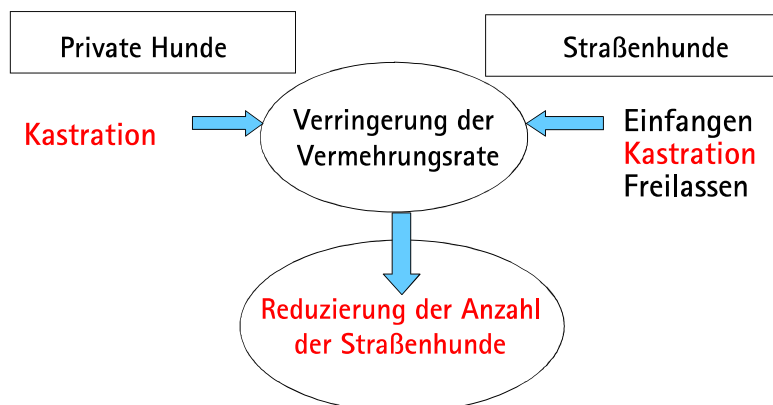 Private Hunde
Straßenhunde
Kastration
Verringerung der
Vermehrungsrate
Einfangen
Kastration
Freilassen
Reduzierung der Anzahl
der Straßenhunde